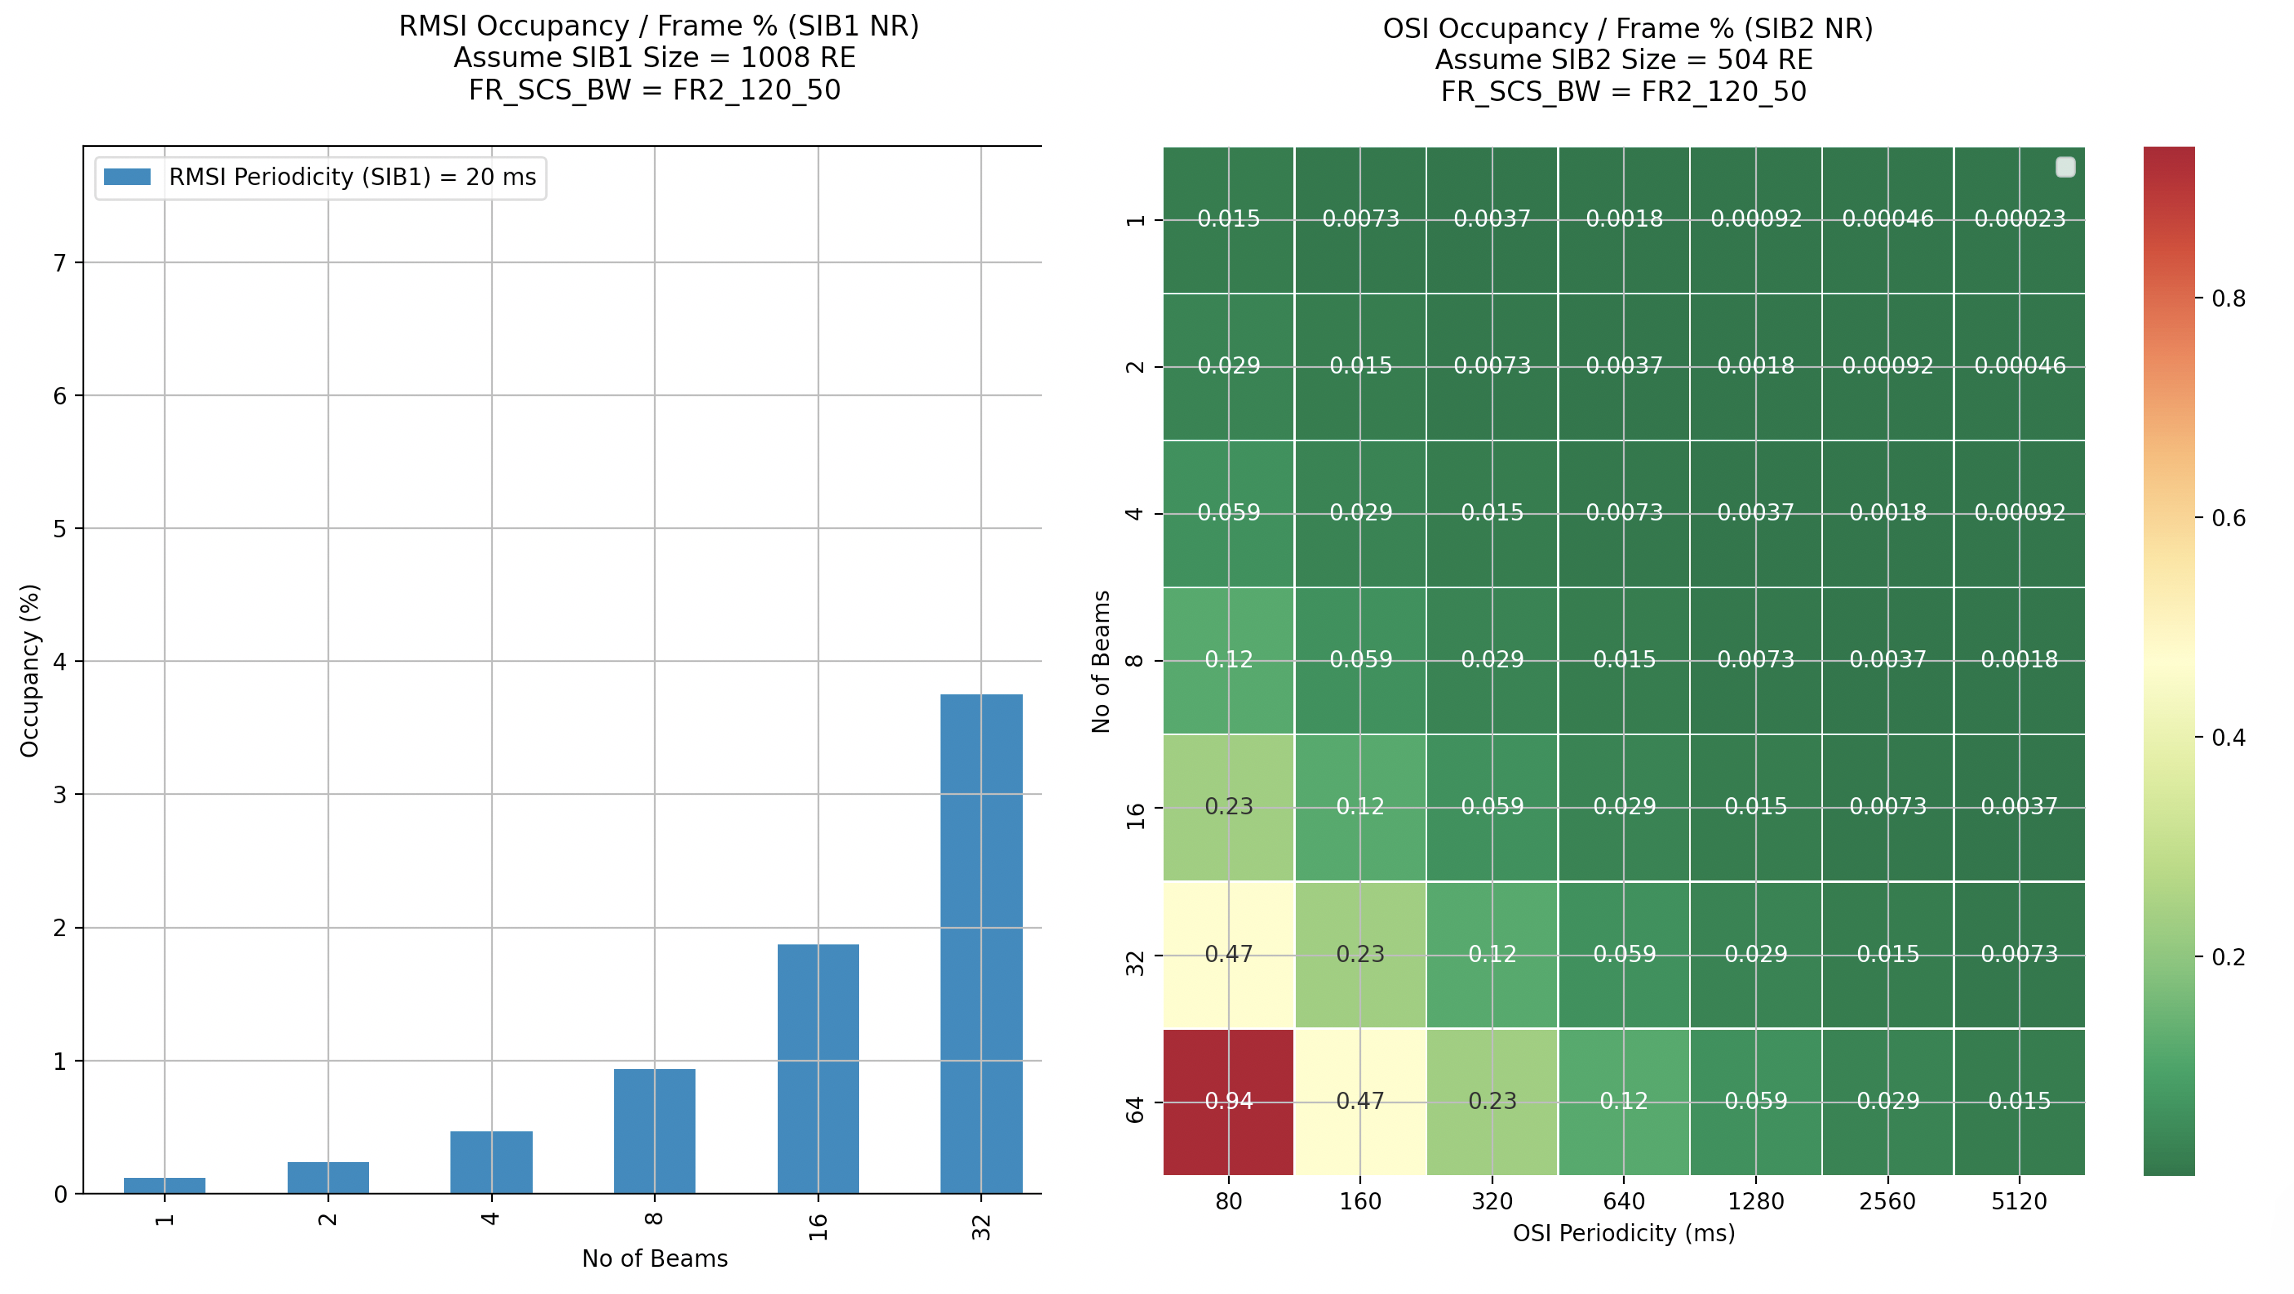 RMSI Occupancy / Frame % (SIB1 NR)
Assume SIB1 Size = 1008 RE
FR_SCS_BW = FR2_120_50
RMSI Periodicity (SIB1) = 20 ms
7
6
5
4
3
2
1
0
Occupancy (%)
1 2 4 8 16 32
No of Beams
OSI Occupancy / Frame % (SIB2 NR)
Assume SIB2 Size = 504 RE
FR_SCS_BW = FR2_120_50
No of Beams
1 0.015 0.0073 0.0037 0.0018 0.00092 0.00046 0.00023
2 0.029 0.015 0.0073 0.0037 0.0018 0.00092 0.00046
4 0.059 0.029 0.015 0.0073 0.0037 0.0018 0.00092
8 0.12 0.059 0.029 0.015 0.0073 0.0037 0.0018
16 0.23 0.12 0.059 0.029 0.015 0.0073 0.0037
32 0.47 0.23 0.12 0.059 0.029 0.015 0.0073
64 0.94 0.47 0.23 0.12 0.059 0.029 0.015
80 160 320 640 1280 2560 5120
OSI Periodicity (ms)
0.8
0.6
0.4
0.2